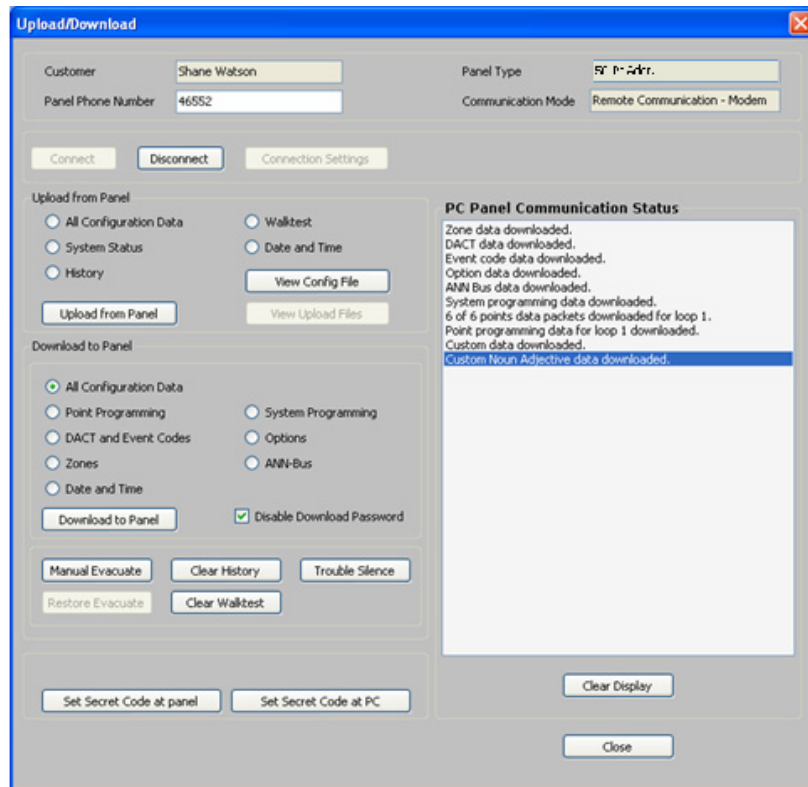 Upload/Download
Customer
Shane Watson
Panel Type
Panel Phone Number
46552
Communication Mode
Remote Communication - Modem
Connect
Disconnect
Connection Settings
Upload from Panel
All Configuration Data
Walktest
System Status
Date and Time
History
View Config File
Upload from Panel
View Upload Files
Download to Panel
All Configuration Data
Point Programming
System Programming
DACT and Event Codes
Options
Zones
ANN-Bus
Date and Time
Download to Panel
Disable Download Password
Manual Evacuate
Clear History
Trouble Silence
Restore Evacuate
Clear Walktest
Set Secret Code at panel
Set Secret Code at PC
PC Panel Communication Status
Zone data downloaded.
DACT data downloaded.
Event code data downloaded.
Option data downloaded.
ANN Bus data downloaded.
System programming data downloaded.
6 of 6 points data packets downloaded for loop 1.
Point programming data for loop 1 downloaded.
Custom data downloaded.
Custom Noun Adjective data downloaded.
Clear Display
Close